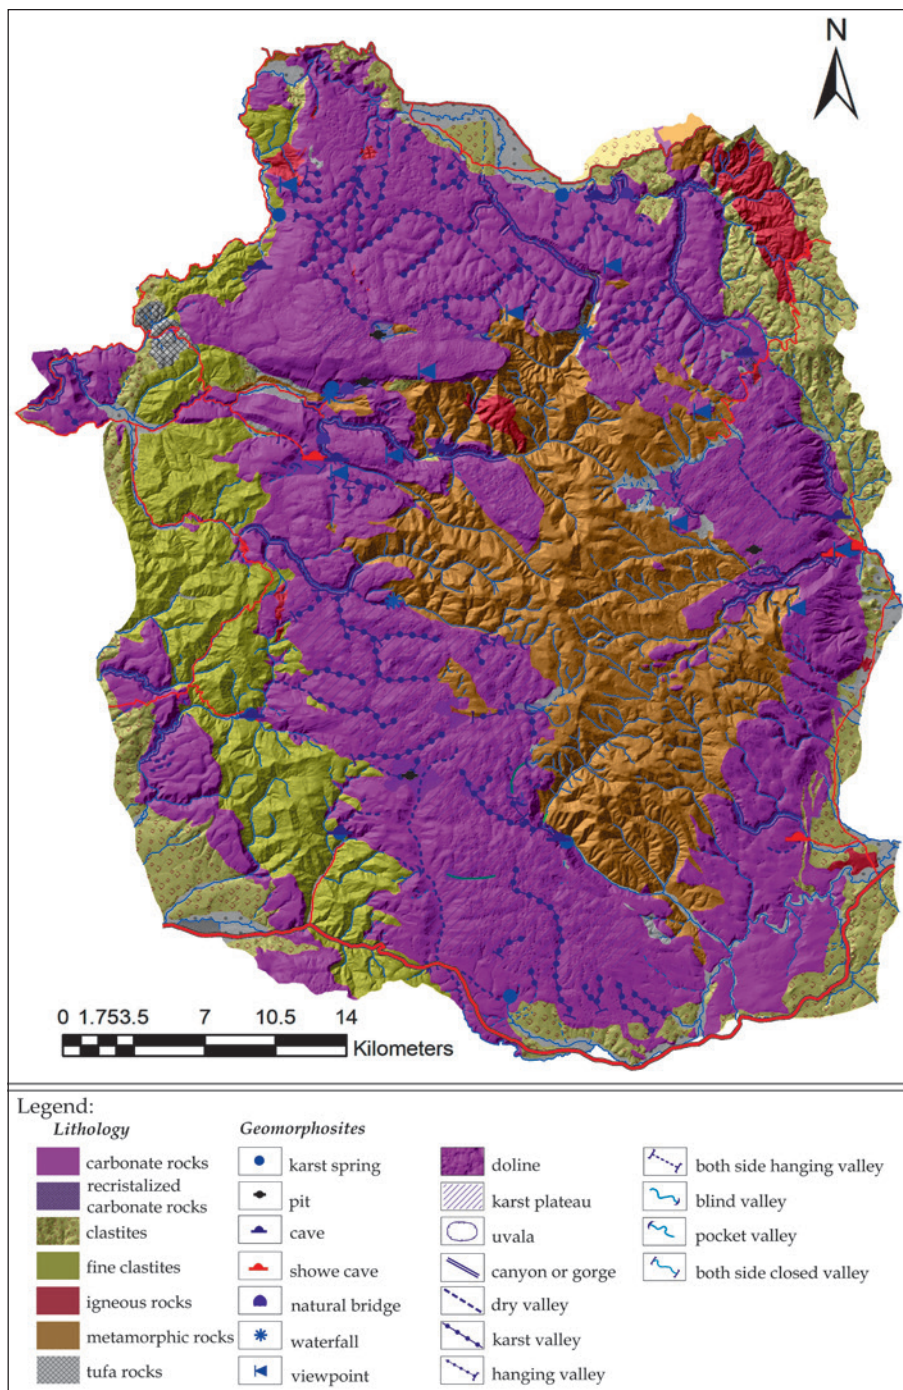 N
0 1.753.5 7 10.5 14
Kilometers
Legend:
Lithology
carbonate rocks
recristalized
carbonate rocks
clastites
fine clastites
igneous rocks
metamorphic rocks
tufa rocks
Geomorphosites
karst spring
pit
cave
showe cave
natural bridge
waterfall
viewpoint
doline
karst plateau
uvala
canyon or gorge
dry valley
karst valley
hanging valley
both side hanging valley
blind valley
pocket valley
both side closed valley